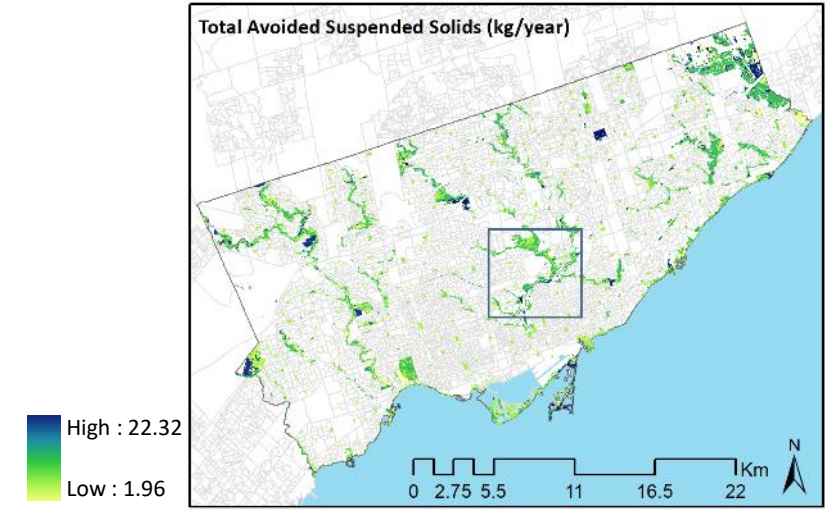 Total Avoided Suspended Solids (kg/year)
High : 22.32
Low : 1.96
N
Km
0 2.75 5.5 11 16.5 22